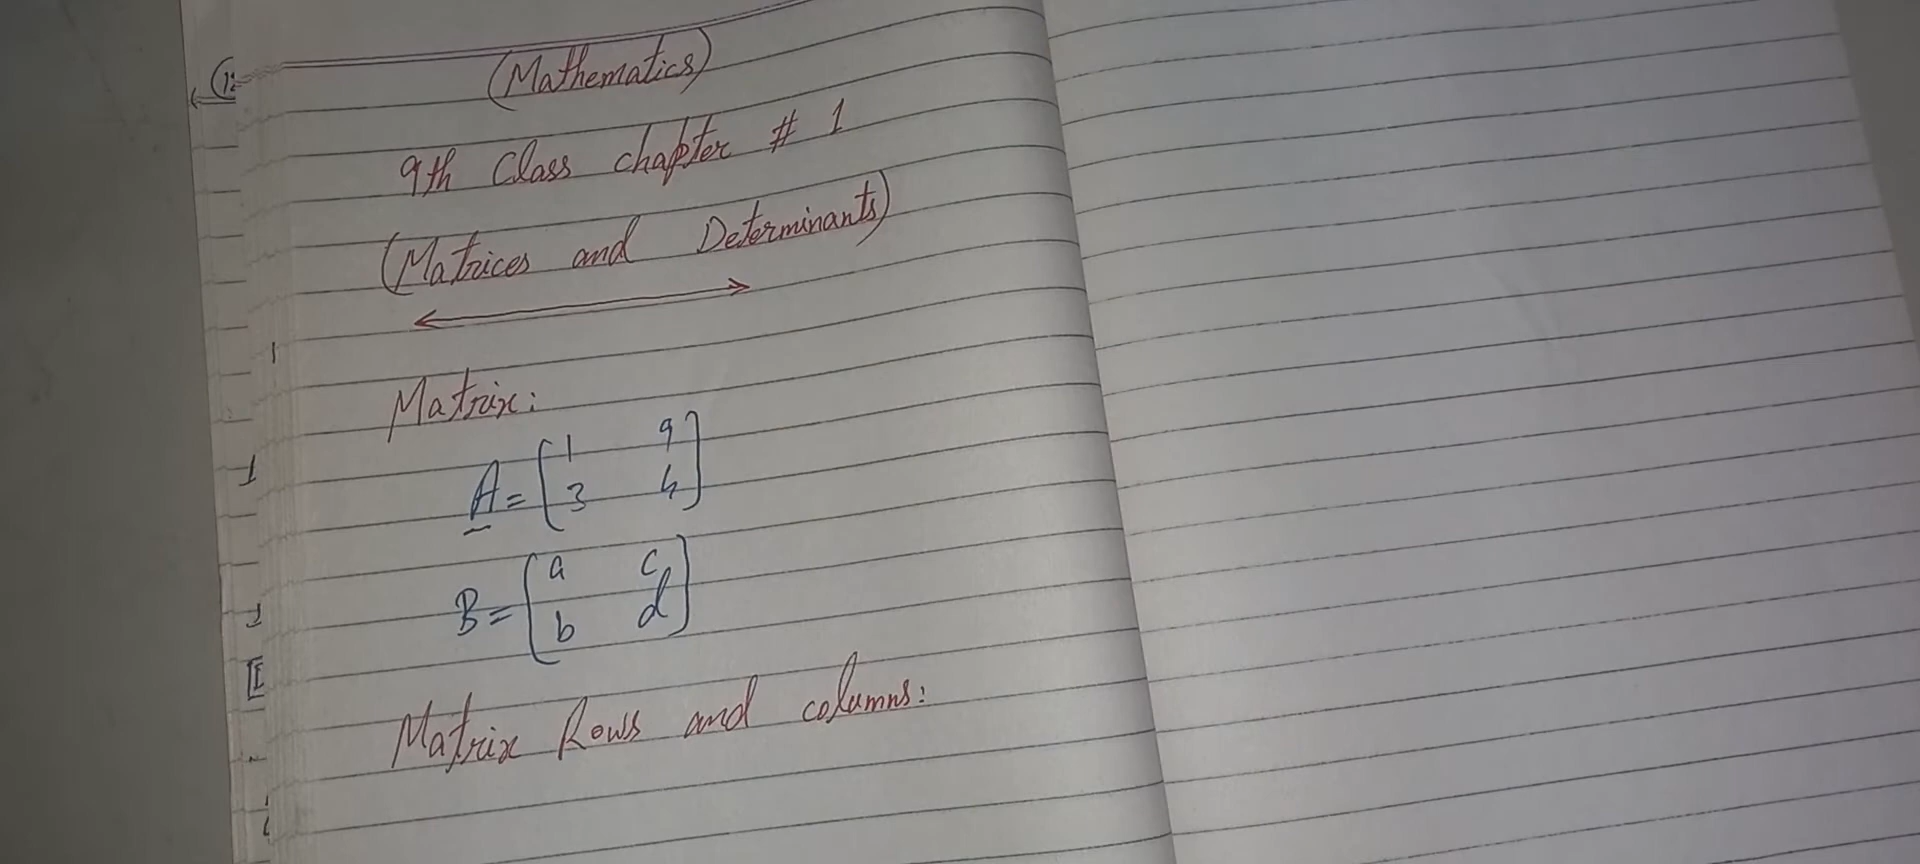 (Mathematics)
9th Class chapter # 1
(Matrices and Determinants)
Matrix:
A = [1 9
3 4]
B = [a c
b d]
Matrix Rows and columns: